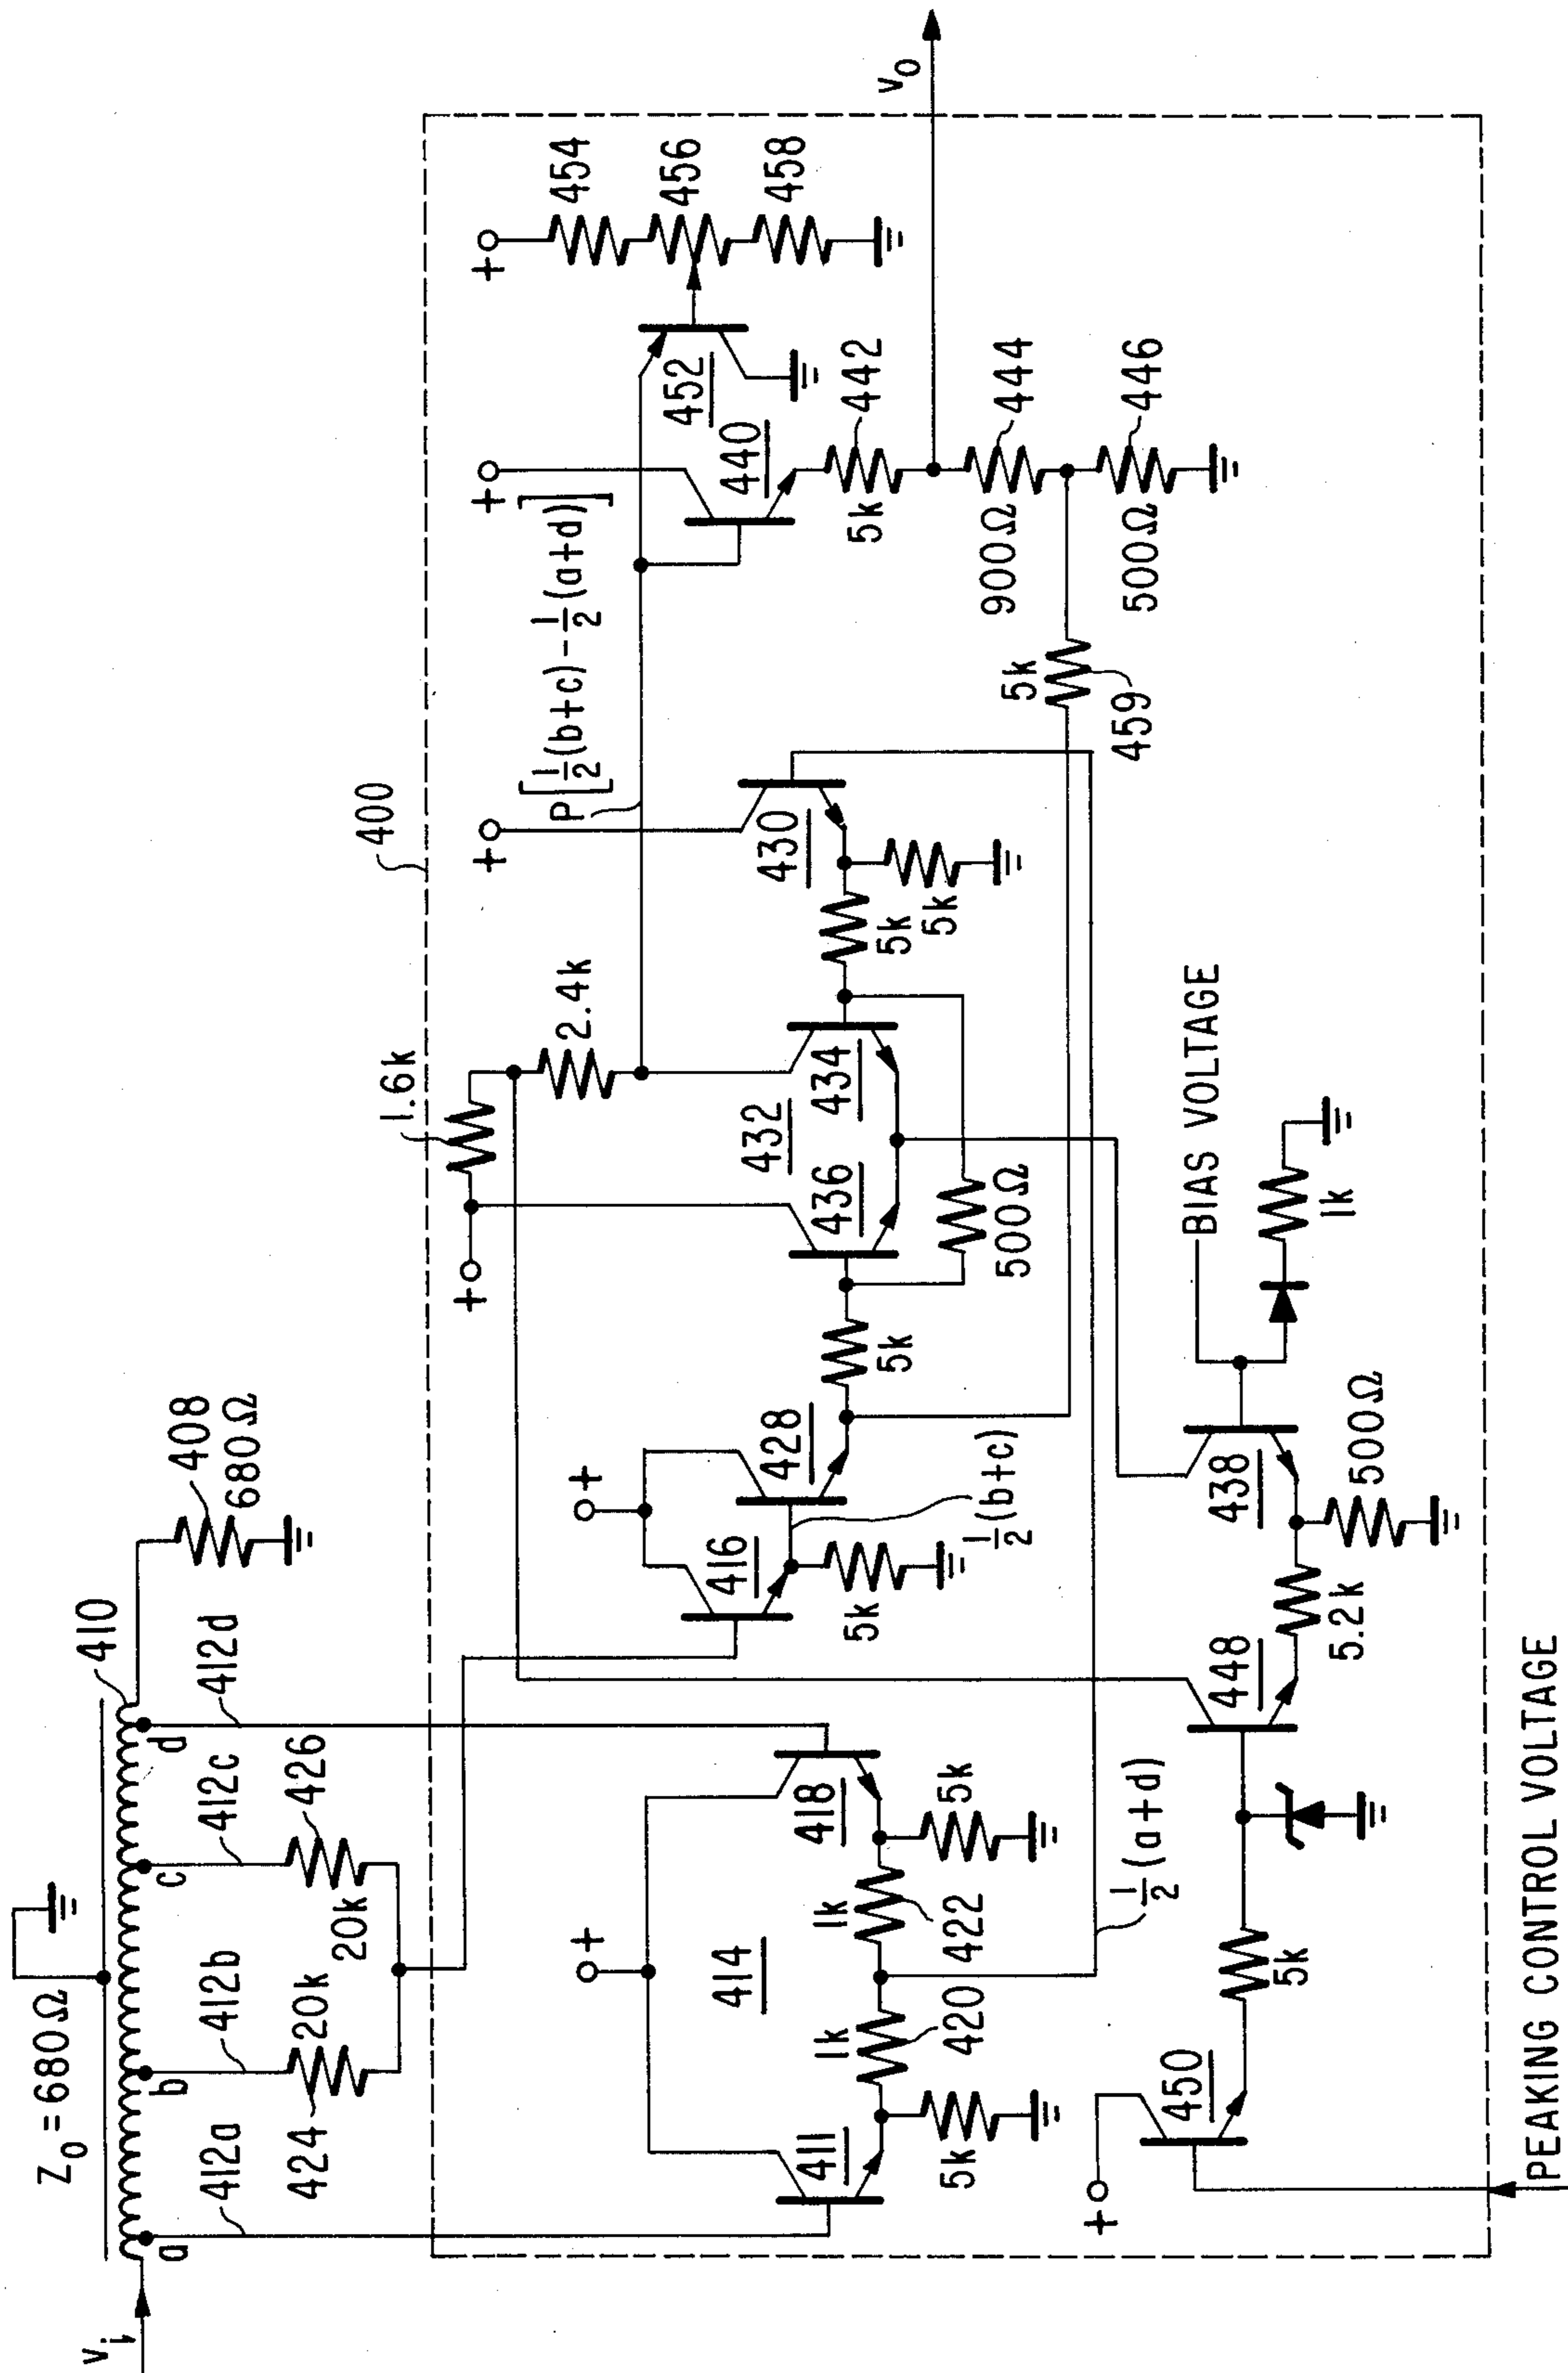 Z₀ = 680Ω
410
v_i
a
b
c
d
412a
412b
412c
412d
408
680Ω
424
20k
20k
426
400
1.6k
2.4k
P[½(b+c)-½(a+d)]
+
+
+
+
+
+
+
454
456
458
452
440
442
5k
444
900Ω
446
500Ω
v_o
5k
459
430
5k
5k
432
434
436
500Ω
5k
428
416
5k
½(b+c)
418
5k
414
1k
422
1k
420
411
5k
½(a+d)
BIAS VOLTAGE
1k
438
500Ω
5.2k
448
5k
450
PEAKING CONTROL VOLTAGE